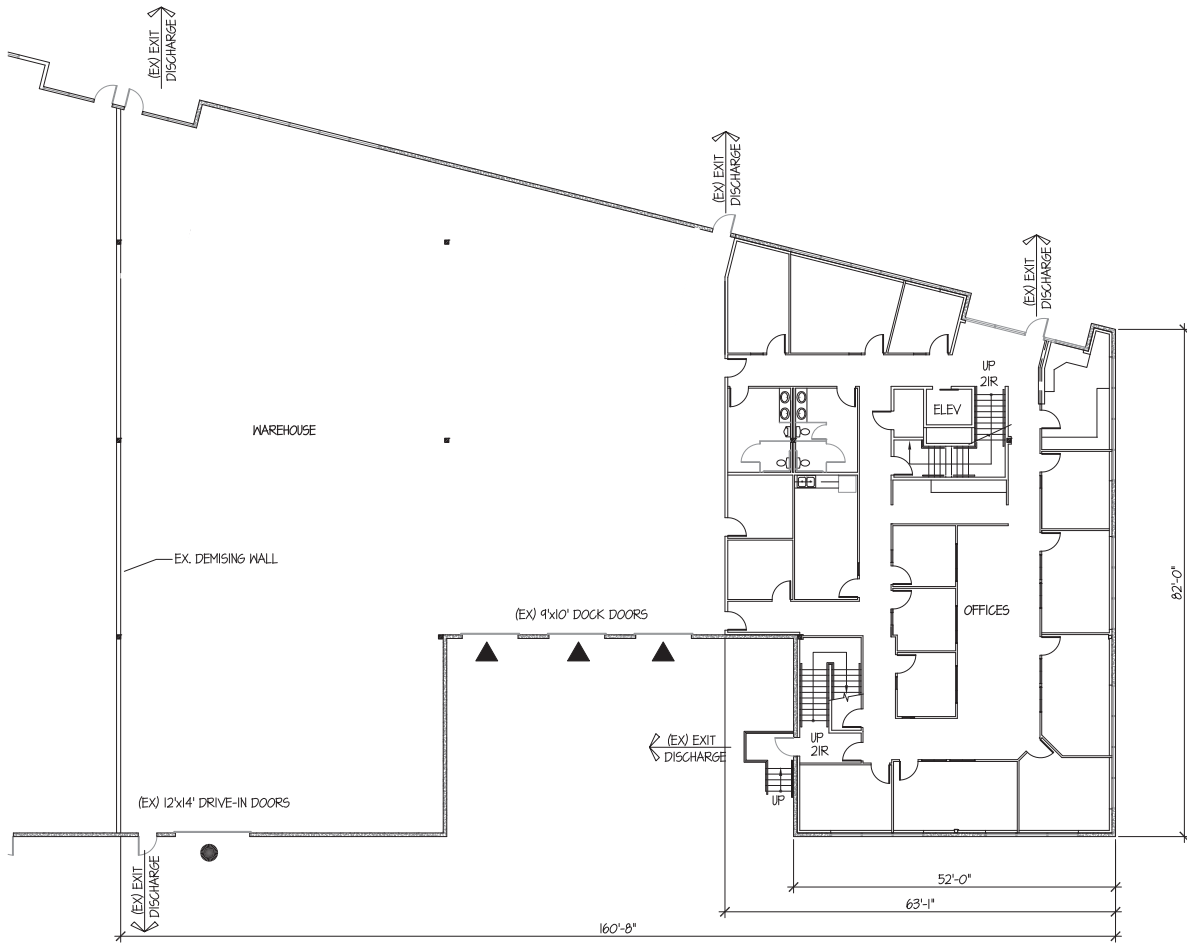 (EX) EXIT
DISCHARGE
(EX) EXIT
DISCHARGE
(EX) EXIT
DISCHARGE
UP
21R
ELEV
WAREHOUSE
EX. DEMISING WALL
82'-0"
(EX) 9'x10' DOCK DOORS
OFFICES
(EX) EXIT
DISCHARGE
UP
21R
UP
(EX) 12'x14' DRIVE-IN DOORS
(EX) EXIT
DISCHARGE
52'-0"
63'-1"
160'-8"